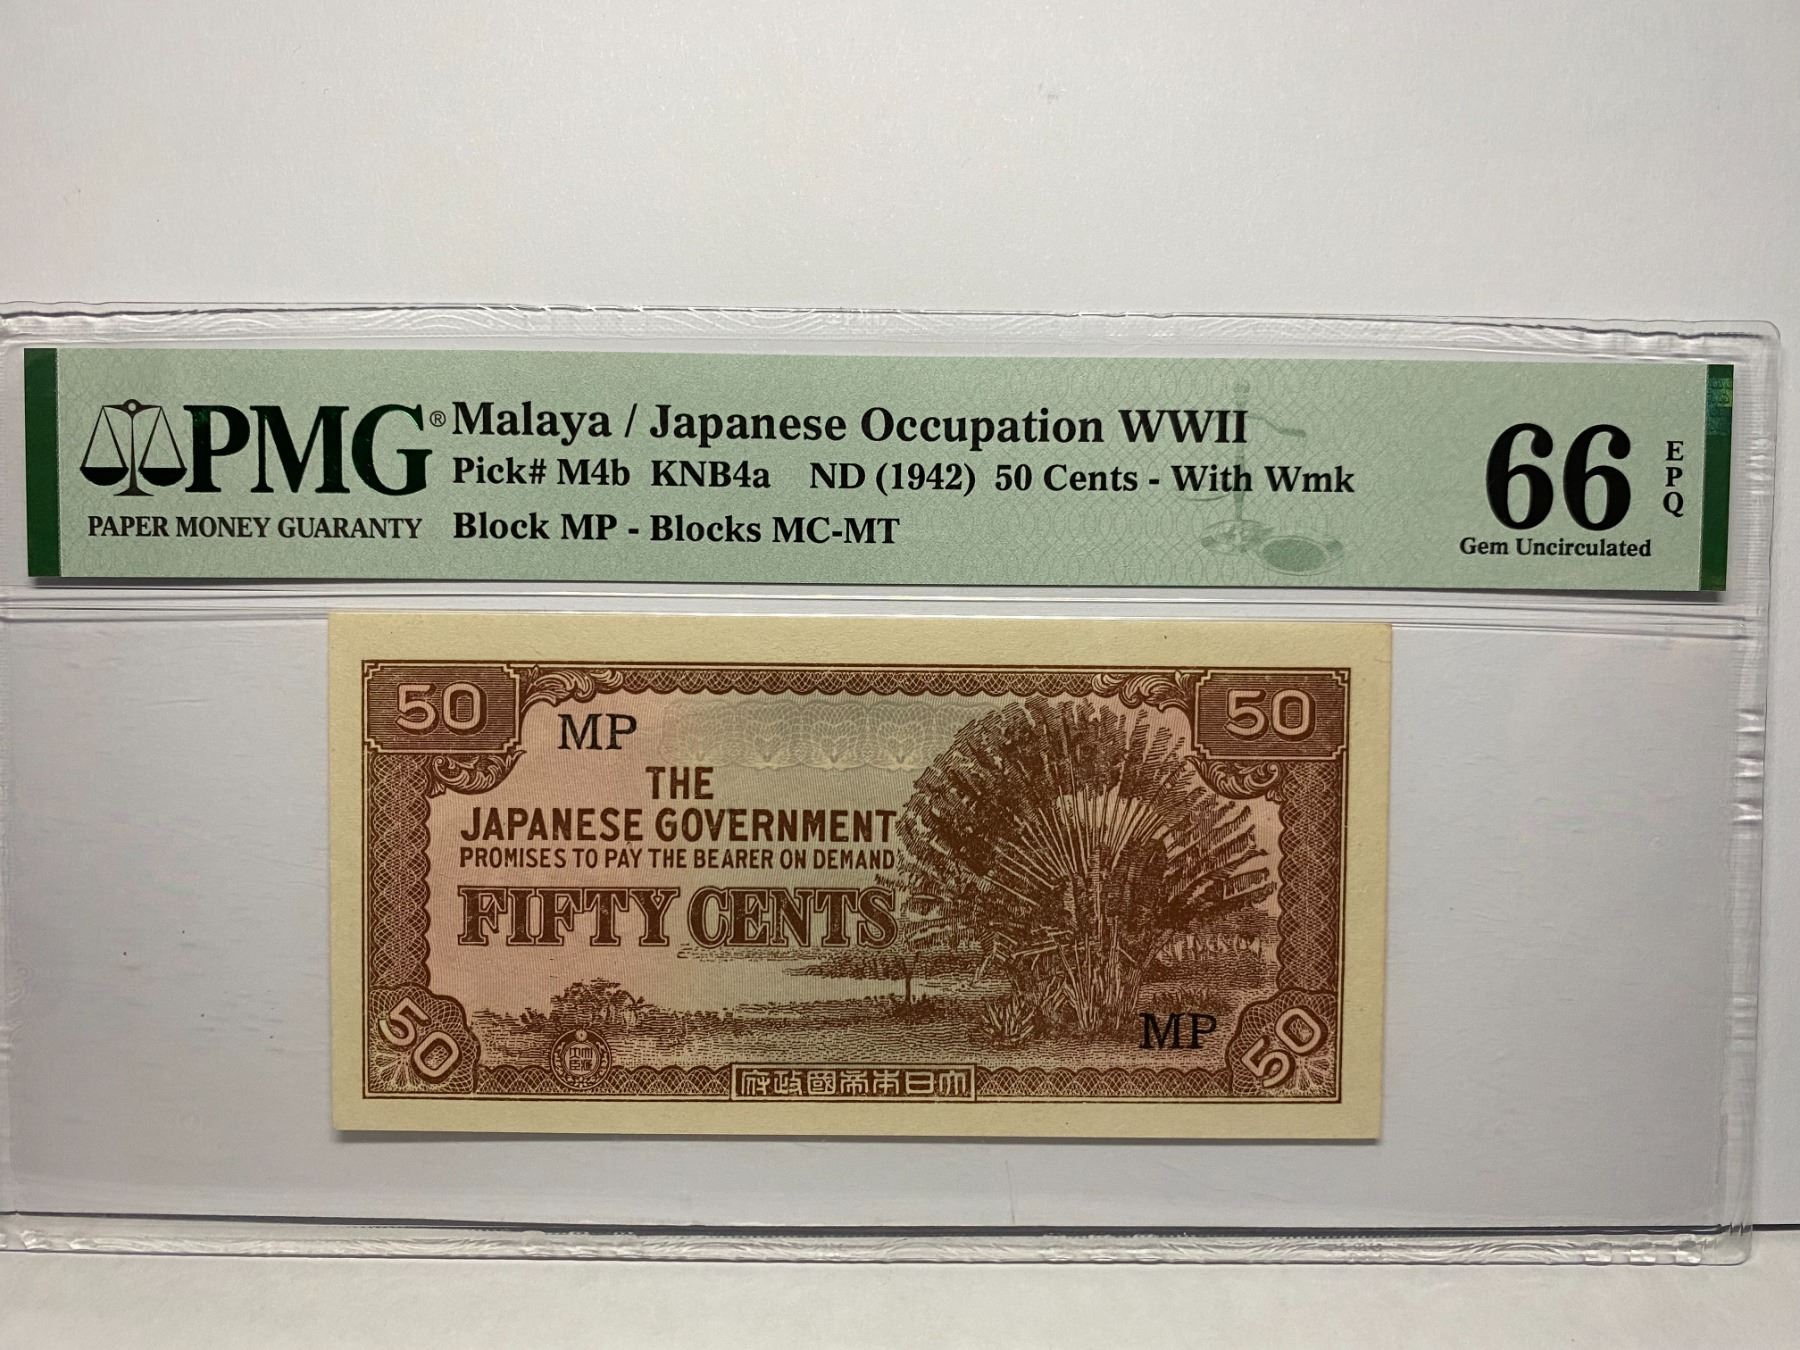 PMG®
PAPER MONEY GUARANTY
Malaya / Japanese Occupation WWII
Pick# M4b KNB4a ND (1942) 50 Cents - With Wmk
Block MP - Blocks MC-MT
66
EPQ
Gem Uncirculated
50
50
MP
THE
JAPANESE GOVERNMENT
PROMISES TO PAY THE BEARER ON DEMAND
FIFTY CENTS
MP
50
50
府政國帝本日大